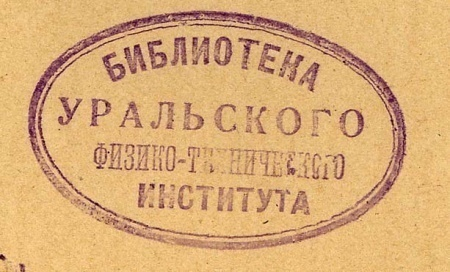 БИБЛИОТЕКА
УРАЛЬСКОГО
ФИЗИКО-ТЕХНИЧЕСКОГО
ИНСТИТУТА